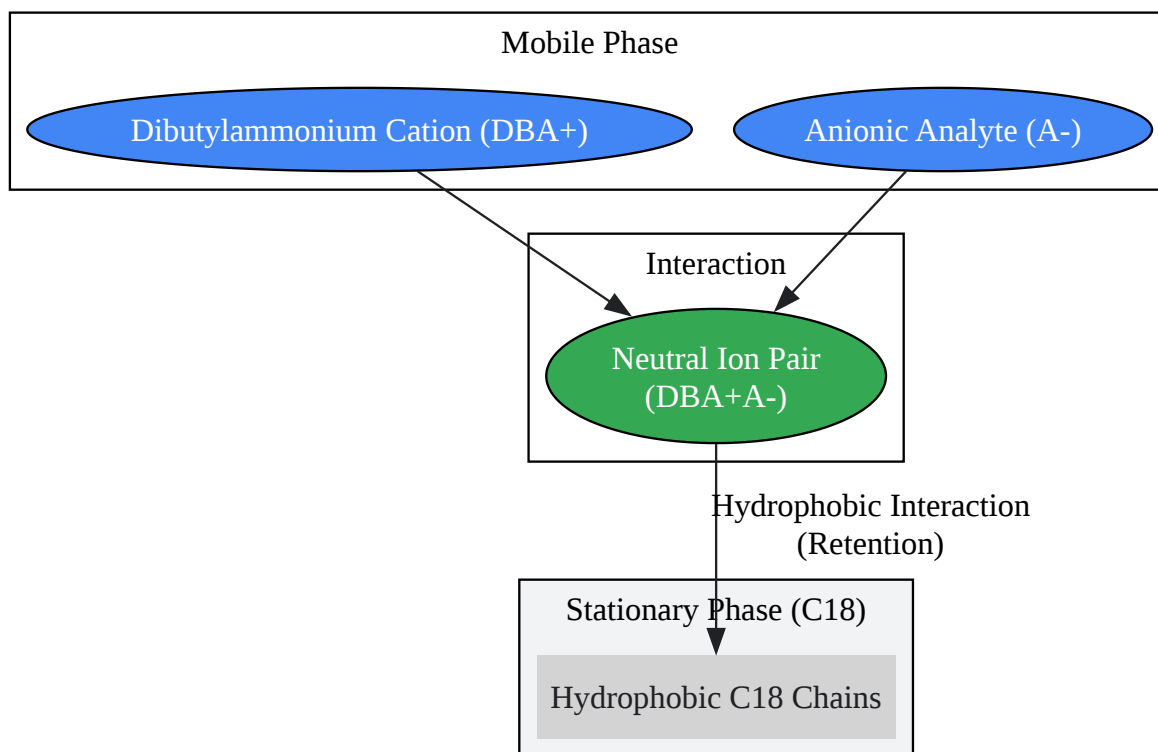 Mobile Phase
Dibutylammonium Cation (DBA+)
Anionic Analyte (A-)
Interaction
Neutral Ion Pair
(DBA+A-)
Hydrophobic Interaction
(Retention)
Stationary Phase (C18)
Hydrophobic C18 Chains